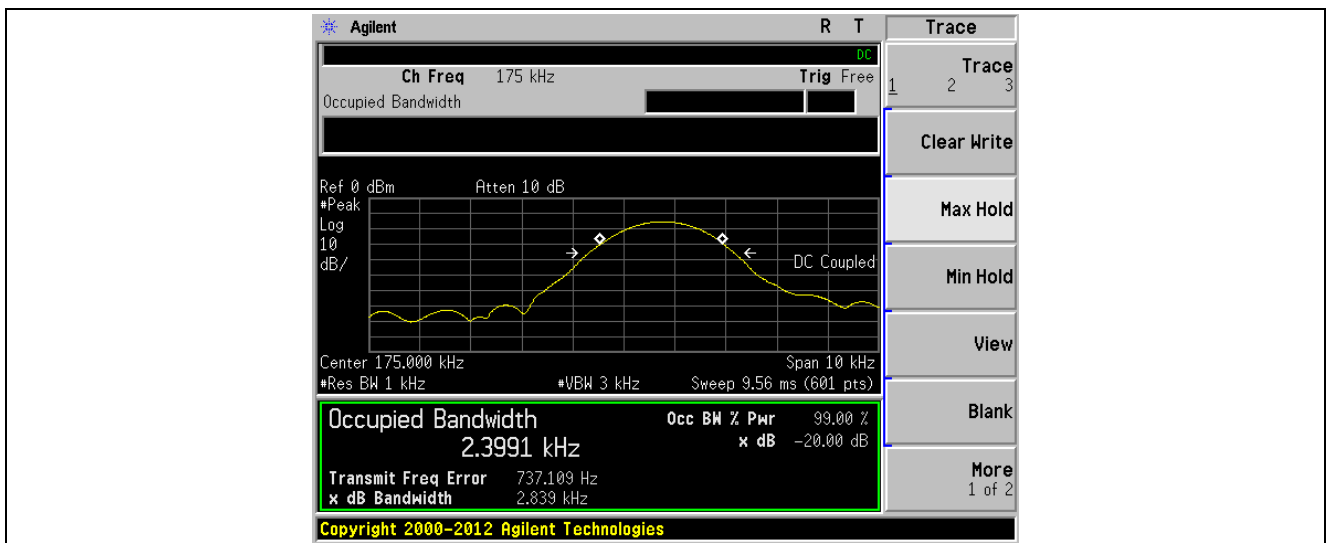 Agilent R T
DC
Ch Freq 175 kHz Trig Free
Occupied Bandwidth
Ref 0 dBm Atten 10 dB
#Peak
Log
10
dB/
DC Coupled
Center 175.000 kHz Span 10 kHz
#Res BW 1 kHz #VBW 3 kHz Sweep 9.56 ms (601 pts)
Occupied Bandwidth
2.3991 kHz
Occ BW % Pwr 99.00 %
x dB -20.00 dB
Transmit Freq Error 737.109 Hz
x dB Bandwidth 2.839 kHz
Copyright 2000-2012 Agilent Technologies
Trace
Trace
1 2 3
Clear Write
Max Hold
Min Hold
View
Blank
More
1 of 2